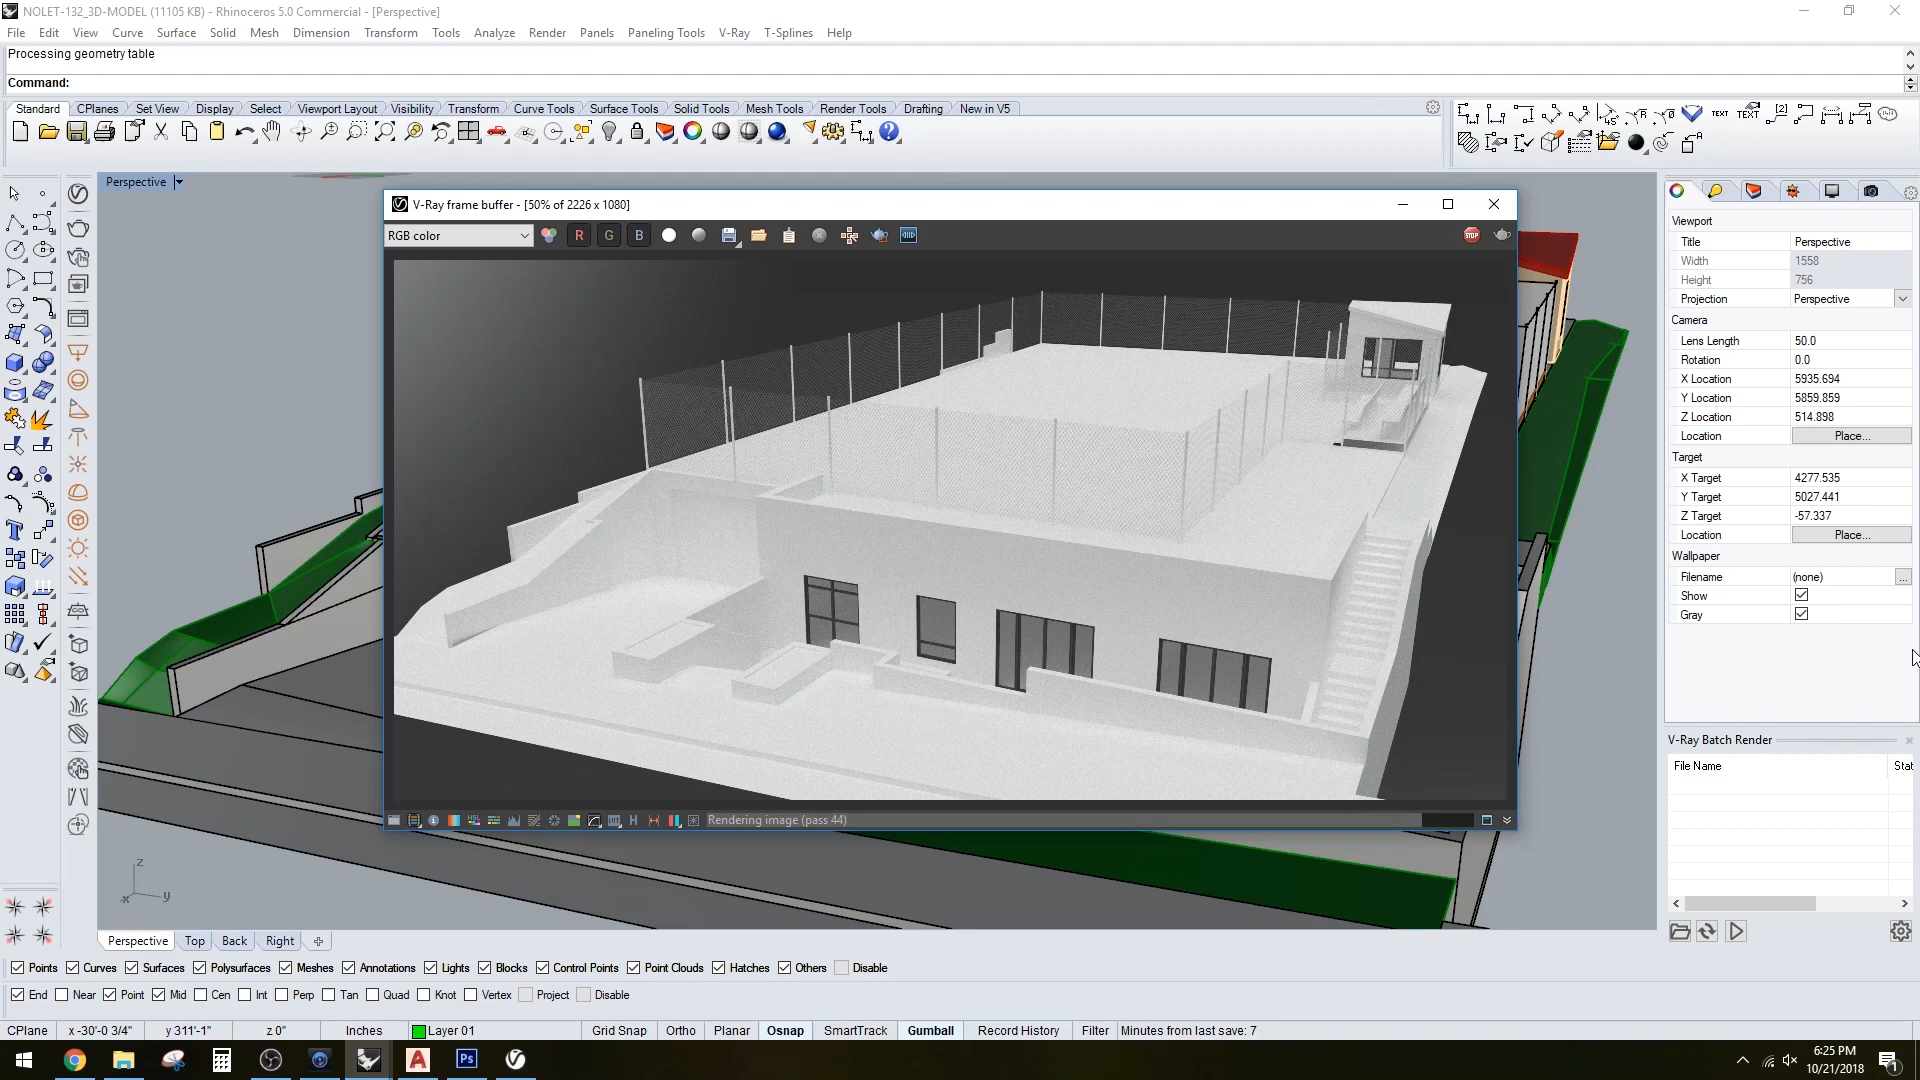 NOLET-132_3D-MODEL (11105 KB) - Rhinoceros 5.0 Commercial - [Perspective]
File Edit View Curve Surface Solid Mesh Dimension Transform Tools Analyze Render Panels Paneling Tools V-Ray T-Splines Help
Processing geometry table
Command:
Standard CPlanes Set View Display Select Viewport Layout Visibility Transform Curve Tools Surface Tools Solid Tools Mesh Tools Render Tools Drafting New in V5
TEXT TEXT
Perspective
V-Ray frame buffer - [50% of 2226 x 1080]
RGB color R G B
STOP
Viewport
Title Perspective
Width 1558
Height 756
Projection Perspective
Camera
Lens Length 50.0
Rotation 0.0
X Location 5935.694
Y Location 5859.859
Z Location 514.898
Location Place...
Target
X Target 4277.535
Y Target 5027.441
Z Target -57.337
Location Place...
Wallpaper
Filename (none) ...
Show
Gray
V-Ray Batch Render
File Name Stat
Rendering image (pass 44)
z
x y
Perspective Top Back Right
Points Curves Surfaces Polysurfaces Meshes Annotations Lights Blocks Control Points Point Clouds Hatches Others Disable
End Near Point Mid Cen Int Perp Tan Quad Knot Vertex Project Disable
CPlane x -30'-0 3/4" y 311'-1" z 0" Inches Layer 01 Grid Snap Ortho Planar Osnap SmartTrack Gumball Record History Filter Minutes from last save: 7
A Ps
6:25 PM
10/21/2018
1